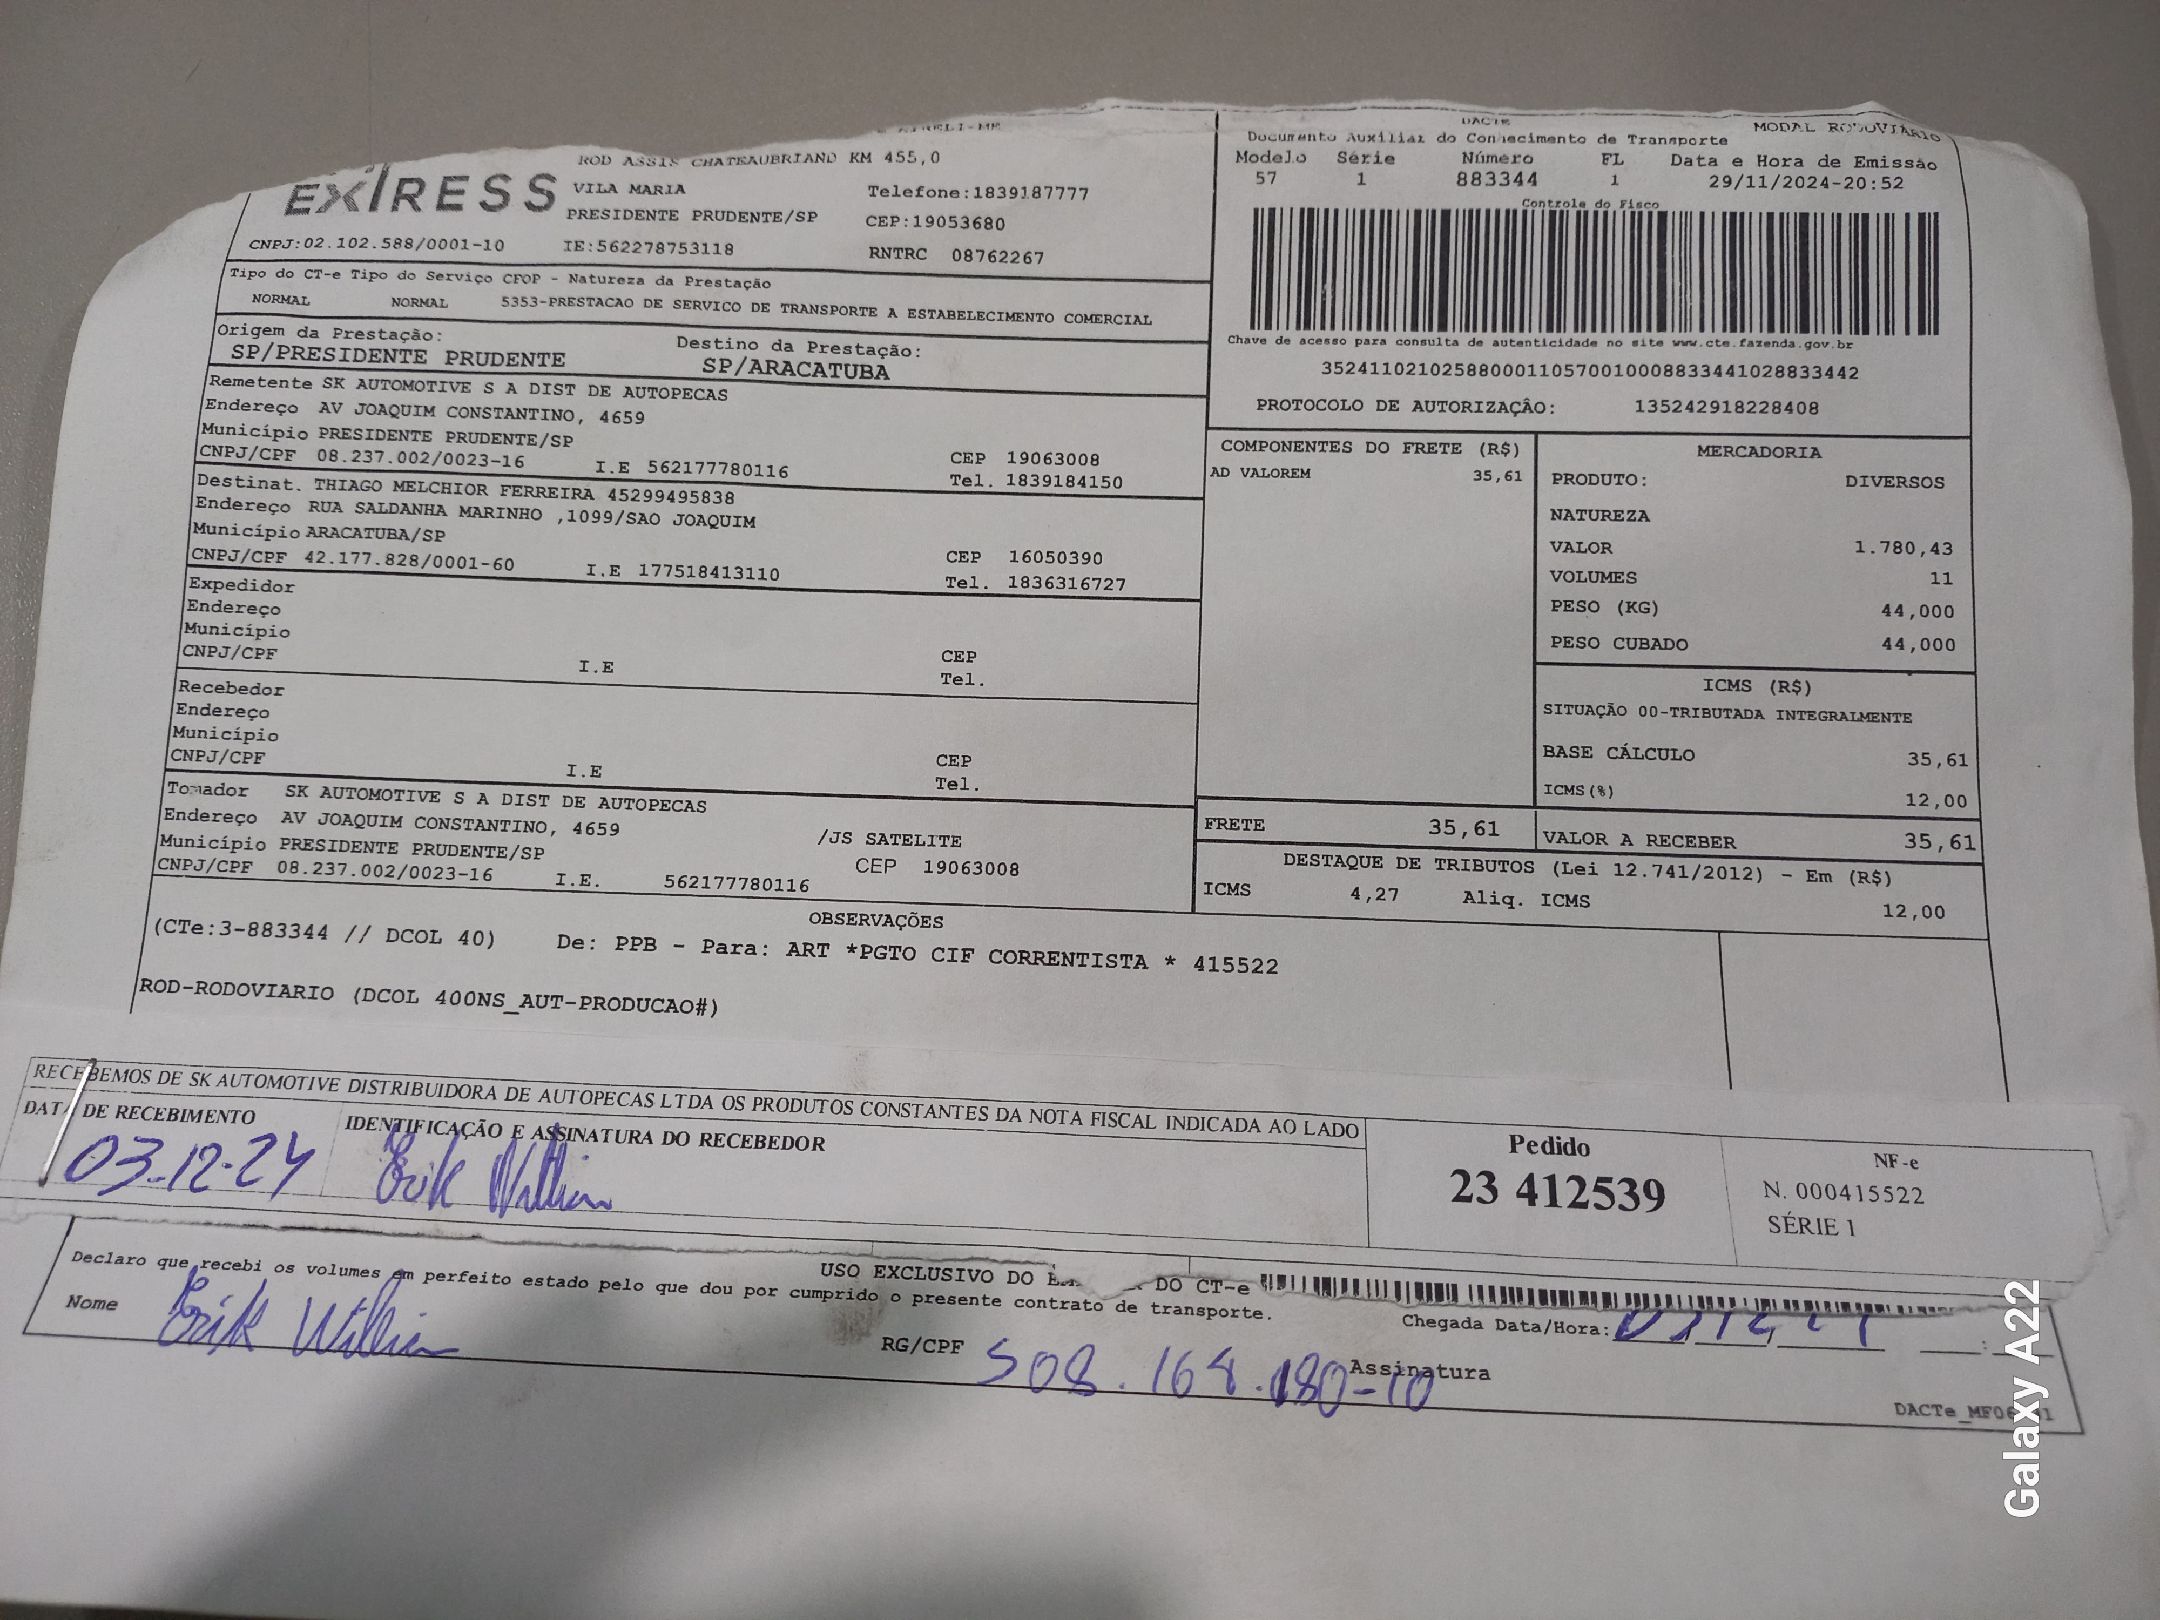 EIRELI-ME
ROD ASSIS CHATEAUBRIAND KM 455,0
EXPRESS
VILA MARIA
Telefone:1839187777
PRESIDENTE PRUDENTE/SP
CEP:19053680
CNPJ:02.102.588/0001-10 IE:562278753118
RNTRC 08762267
DACTE
Documento Auxiliar do Conhecimento de Transporte
MODAL RODOVIÁRIO
Modelo Série Número FL Data e Hora de Emissão
57 1 883344 1 29/11/2024-20:52
Controle do Fisco
Chave de acesso para consulta de autenticidade no site www.cte.fazenda.gov.br
35241102102588000110570010008833441028833442
PROTOCOLO DE AUTORIZAÇÂO: 135242918228408
Tipo do CT-e Tipo do Serviço CFOP - Natureza da Prestação
NORMAL NORMAL 5353-PRESTACAO DE SERVICO DE TRANSPORTE A ESTABELECIMENTO COMERCIAL
Origem da Prestação: Destino da Prestação:
SP/PRESIDENTE PRUDENTE SP/ARACATUBA
Remetente SK AUTOMOTIVE S A DIST DE AUTOPECAS
Endereço AV JOAQUIM CONSTANTINO, 4659
Município PRESIDENTE PRUDENTE/SP CEP 19063008
CNPJ/CPF 08.237.002/0023-16 I.E 562177780116 Tel. 1839184150
Destinat. THIAGO MELCHIOR FERREIRA 45299495838
Endereço RUA SALDANHA MARINHO ,1099/SAO JOAQUIM
Município ARACATUBA/SP CEP 16050390
CNPJ/CPF 42.177.828/0001-60 I.E 177518413110 Tel. 1836316727
Expedidor
Endereço
Município CEP
CNPJ/CPF I.E Tel.
Recebedor
Endereço
Município CEP
CNPJ/CPF I.E Tel.
Tomador SK AUTOMOTIVE S A DIST DE AUTOPECAS
Endereço AV JOAQUIM CONSTANTINO, 4659 /JS SATELITE
Município PRESIDENTE PRUDENTE/SP CEP 19063008
CNPJ/CPF 08.237.002/0023-16 I.E. 562177780116
COMPONENTES DO FRETE (R$)
AD VALOREM 35,61
MERCADORIA
PRODUTO: DIVERSOS
NATUREZA
VALOR 1.780,43
VOLUMES 11
PESO (KG) 44,000
PESO CUBADO 44,000
ICMS (R$)
SITUAÇÃO 00-TRIBUTADA INTEGRALMENTE
BASE CÁLCULO 35,61
ICMS(%) 12,00
FRETE 35,61 VALOR A RECEBER 35,61
DESTAQUE DE TRIBUTOS (Lei 12.741/2012) - Em (R$)
ICMS 4,27 Aliq. ICMS 12,00
OBSERVAÇÕES
(CTe:3-883344 // DCOL 40) De: PPB - Para: ART *PGTO CIF CORRENTISTA * 415522
ROD-RODOVIARIO (DCOL 400NS_AUT-PRODUCAO#)
RECEBEMOS DE SK AUTOMOTIVE DISTRIBUIDORA DE AUTOPECAS LTDA OS PRODUTOS CONSTANTES DA NOTA FISCAL INDICADA AO LADO
DATA DE RECEBIMENTO IDENTIFICAÇÃO E ASSINATURA DO RECEBEDOR
03-12-24 Erik Willian
Pedido
23 412539
NF-e
N. 000415522
SÉRIE 1
USO EXCLUSIVO DO DO CT-e
Declaro que recebi os volumes em perfeito estado pelo que dou por cumprido o presente contrato de transporte.
Nome Erik Willian
RG/CPF 508.168.180-10
Chegada Data/Hora:
Assinatura
Galaxy A22